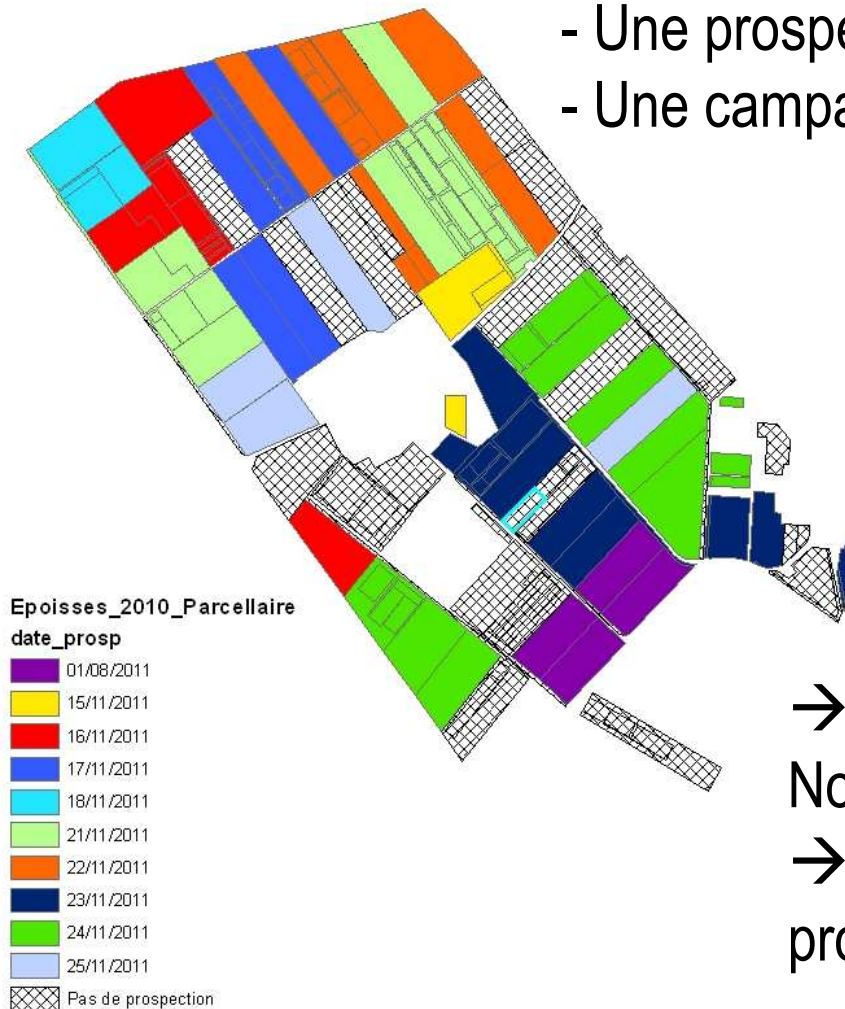 - Une prospe
- Une campa
Epoisses_2010_Parcellaire
date_prosp
01/08/2011
15/11/2011
16/11/2011
17/11/2011
18/11/2011
21/11/2011
22/11/2011
23/11/2011
24/11/2011
25/11/2011
Pas de prospection
→
No
→
pro